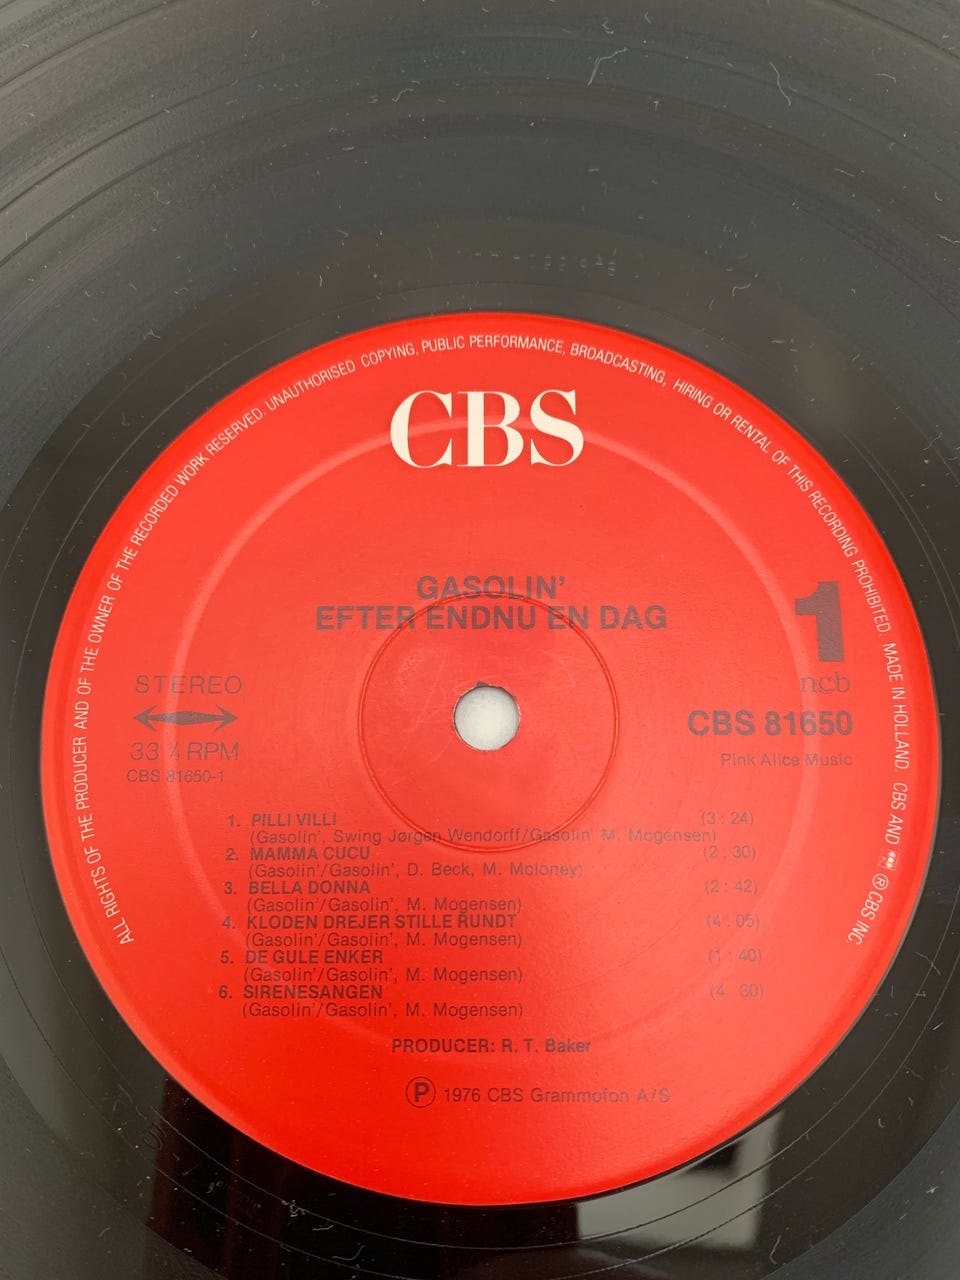 ALL RIGHTS OF THE PRODUCER AND OF THE OWNER OF THE RECORDED WORK RESERVED. UNAUTHORISED COPYING, PUBLIC PERFORMANCE, BROADCASTING, HIRING OR RENTAL OF THIS RECORDING PROHIBITED. MADE IN HOLLAND. CBS AND ® CBS INC.
CBS
GASOLIN'
EFTER ENDNU EN DAG
1
STEREO
ncb
33 ⅓ RPM
CBS 81650
CBS 81650-1
Pink Alice Music
1. PILLI VILLI (3 : 24)
(Gasolin', Swing Jørgen Wendorff/Gasolin' M. Mogensen)
2. MAMMA CUCU (2 : 30)
(Gasolin'/Gasolin', D. Beck, M. Moloney)
3. BELLA DONNA (2 : 42)
(Gasolin'/Gasolin', M. Mogensen)
4. KLODEN DREJER STILLE RUNDT (4 : 05)
(Gasolin'/Gasolin', M. Mogensen)
5. DE GULE ENKER (1 : 40)
(Gasolin'/Gasolin', M. Mogensen)
6. SIRENESANGEN (4 : 30)
(Gasolin'/Gasolin', M. Mogensen)
PRODUCER: R. T. Baker
Ⓟ 1976 CBS Grammofon A/S